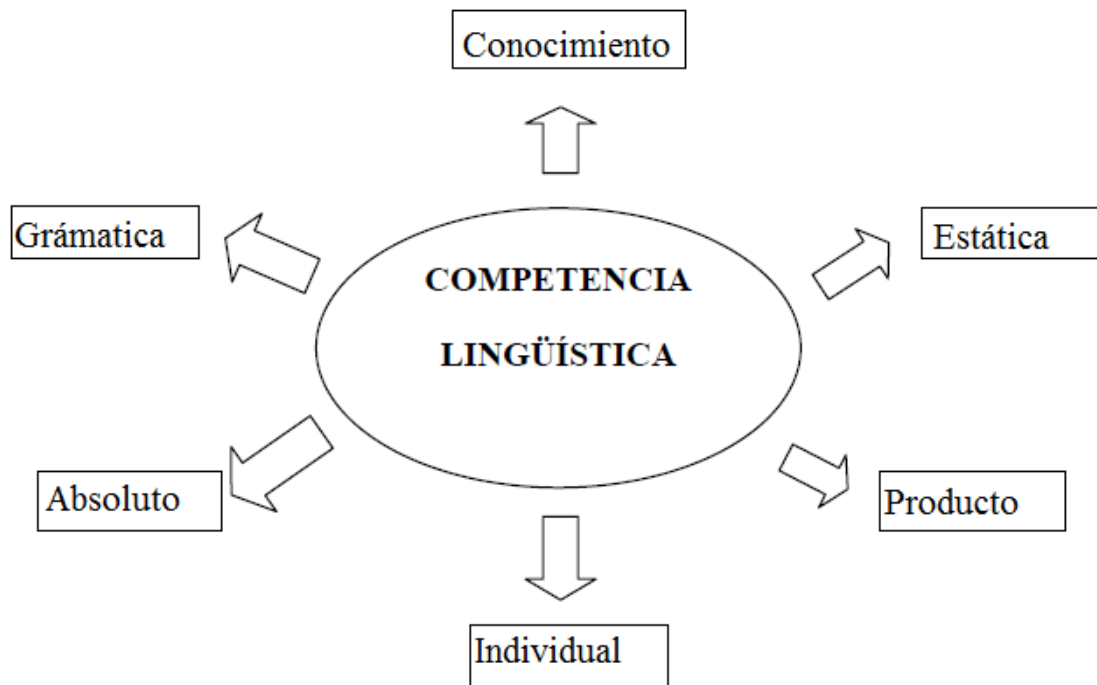 Conocimiento
Grámatica
Estática
COMPETENCIA
LINGÜÍSTICA
Absoluto
Producto
Individual